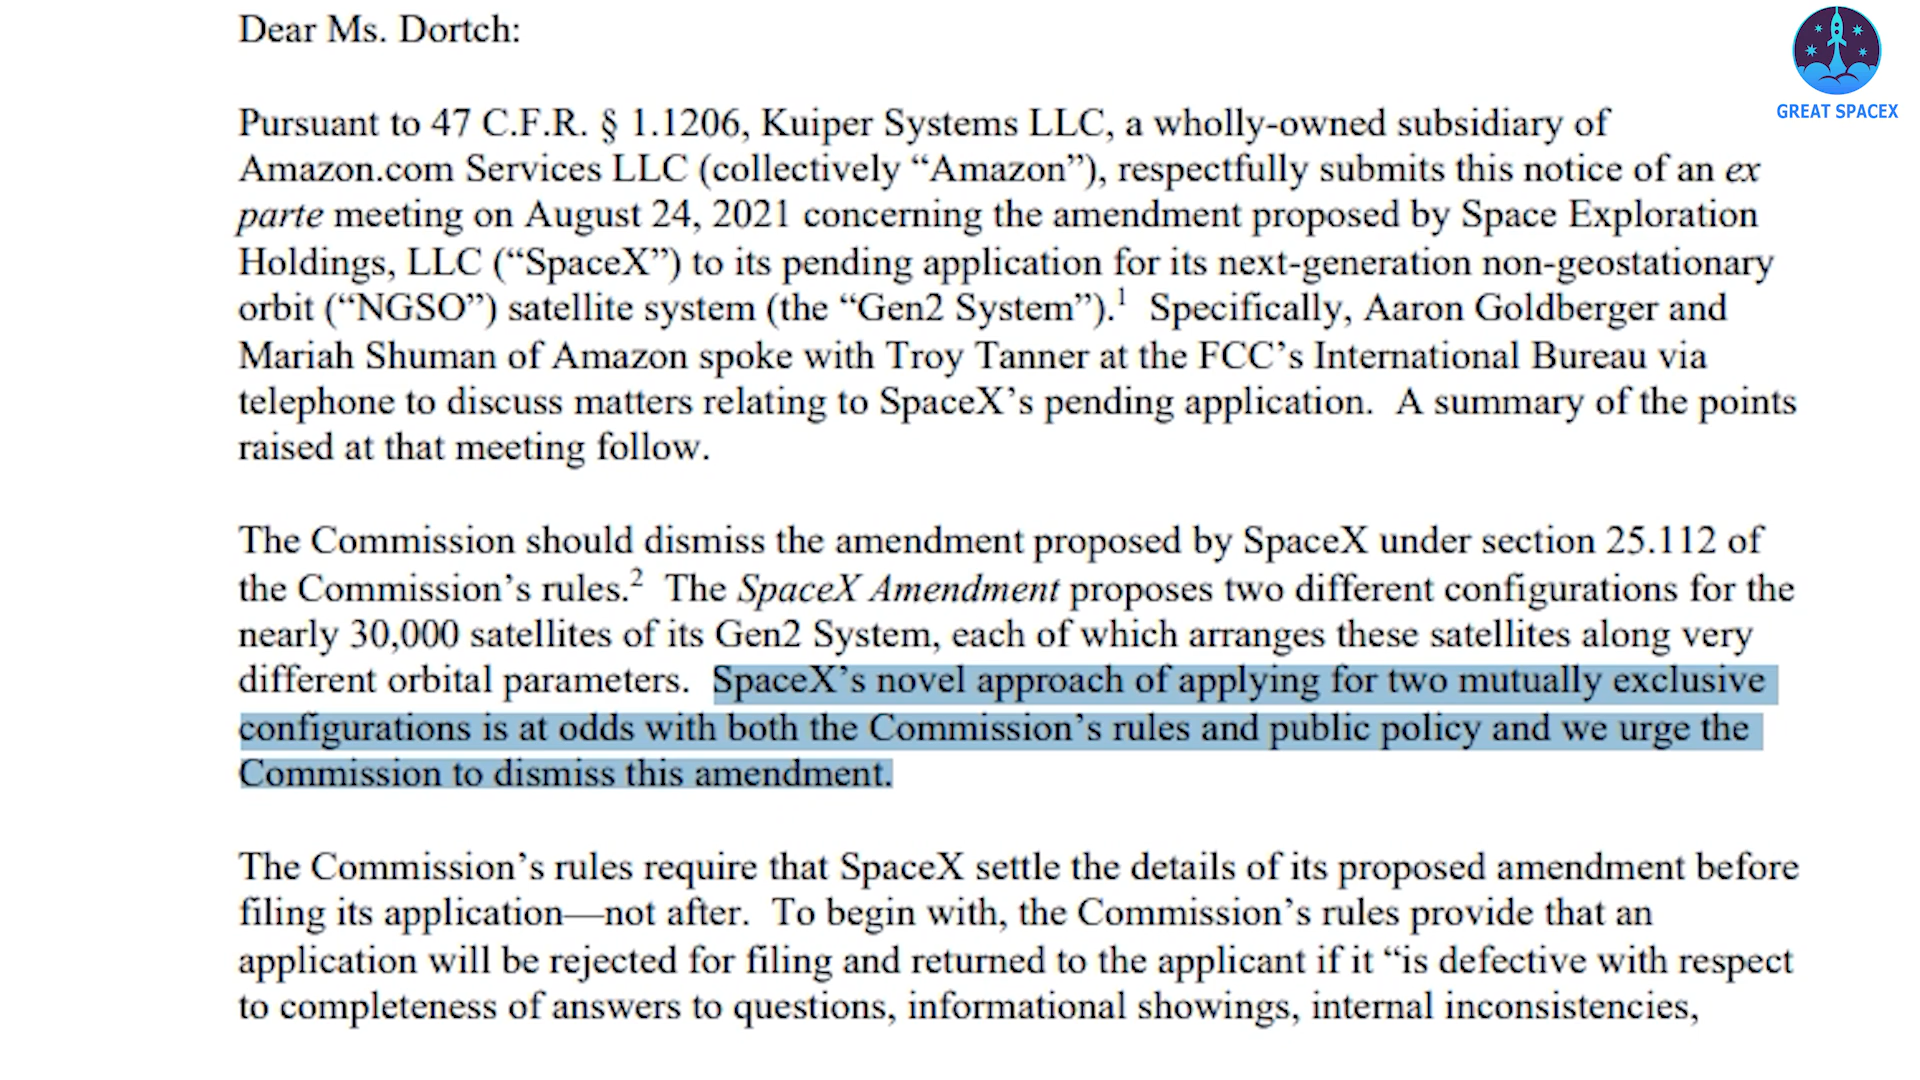 Dear Ms. Dortch:
GREAT SPACEX
Pursuant to 47 C.F.R. § 1.1206, Kuiper Systems LLC, a wholly-owned subsidiary of
Amazon.com Services LLC (collectively “Amazon”), respectfully submits this notice of an ex
parte meeting on August 24, 2021 concerning the amendment proposed by Space Exploration
Holdings, LLC (“SpaceX”) to its pending application for its next-generation non-geostationary
orbit (“NGSO”) satellite system (the “Gen2 System”).1  Specifically, Aaron Goldberger and
Mariah Shuman of Amazon spoke with Troy Tanner at the FCC’s International Bureau via
telephone to discuss matters relating to SpaceX’s pending application.  A summary of the points
raised at that meeting follow.
The Commission should dismiss the amendment proposed by SpaceX under section 25.112 of
the Commission’s rules.2  The SpaceX Amendment proposes two different configurations for the
nearly 30,000 satellites of its Gen2 System, each of which arranges these satellites along very
different orbital parameters.  SpaceX’s novel approach of applying for two mutually exclusive
configurations is at odds with both the Commission’s rules and public policy and we urge the
Commission to dismiss this amendment.
The Commission’s rules require that SpaceX settle the details of its proposed amendment before
filing its application—not after.  To begin with, the Commission’s rules provide that an
application will be rejected for filing and returned to the applicant if it “is defective with respect
to completeness of answers to questions, informational showings, internal inconsistencies,